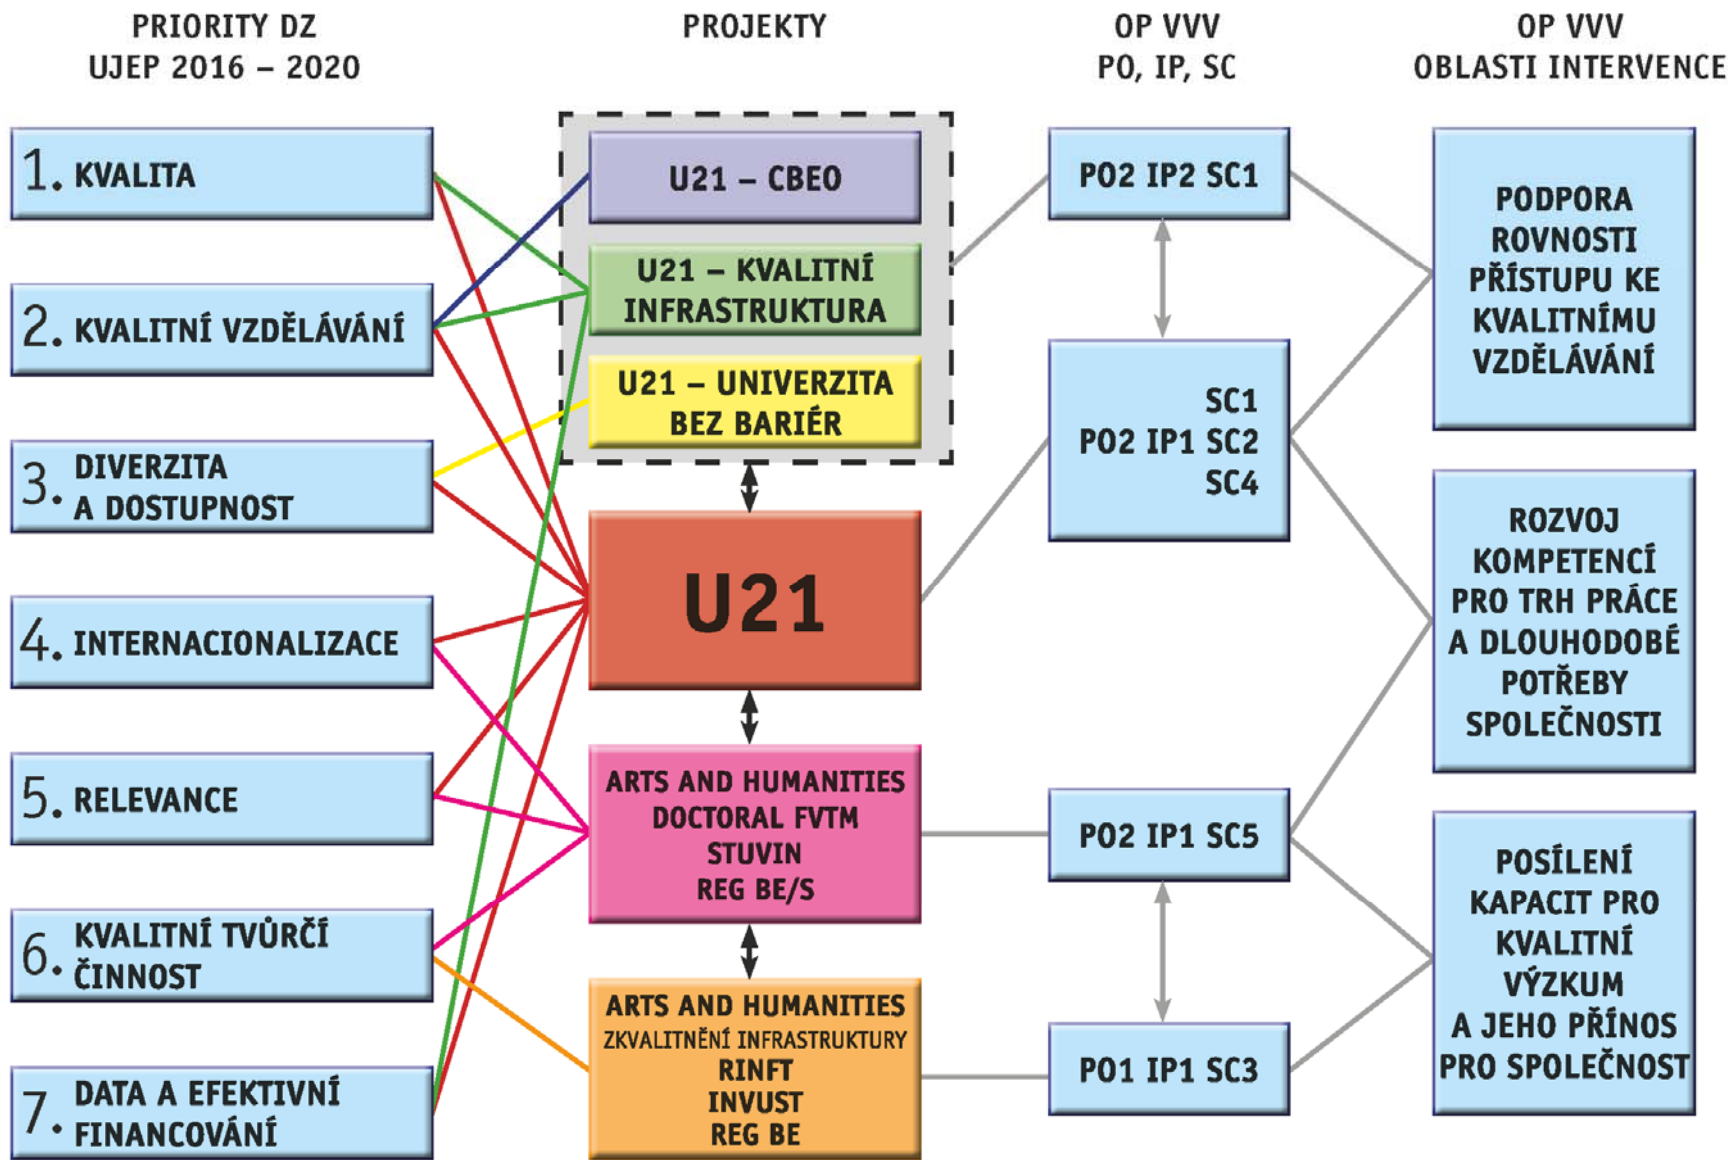 PRIORITY DZ
UJEP 2016 – 2020
1. KVALITA
2. KVALITNÍ VZDĚLÁVÁNÍ
3. DIVERZITA
A DOSTUPNOST
4. INTERNACIONALIZACE
5. RELEVANCE
6. KVALITNÍ TVŮRČÍ
ČINNOST
7. DATA A EFEKTIVNÍ
FINANCOVÁNÍ
PROJEKTY
U21 – CBEO
U21 – KVALITNÍ
INFRASTRUKTURA
U21 – UNIVERZITA
BEZ BARIÉR
U21
ARTS AND HUMANITIES
DOCTORAL FVTM
STUVIN
REG BE/S
ARTS AND HUMANITIES
ZKVALITNĚNÍ INFRASTRUKTURY
RINFT
INVUST
REG BE
OP VVV
PO, IP, SC
PO2 IP2 SC1
SC1
PO2 IP1 SC2
SC4
PO2 IP1 SC5
PO1 IP1 SC3
OP VVV
OBLASTI INTERVENCE
PODPORA
ROVNOSTI
PŘÍSTUPU KE
KVALITNÍMU
VZDĚLÁVÁNÍ
ROZVOJ
KOMPETENCÍ
PRO TRH PRÁCE
A DLOUHODOBÉ
POTŘEBY
SPOLEČNOSTI
POSÍLENÍ
KAPACIT PRO
KVALITNÍ
VÝZKUM
A JEHO PŘÍNOS
PRO SPOLEČNOST